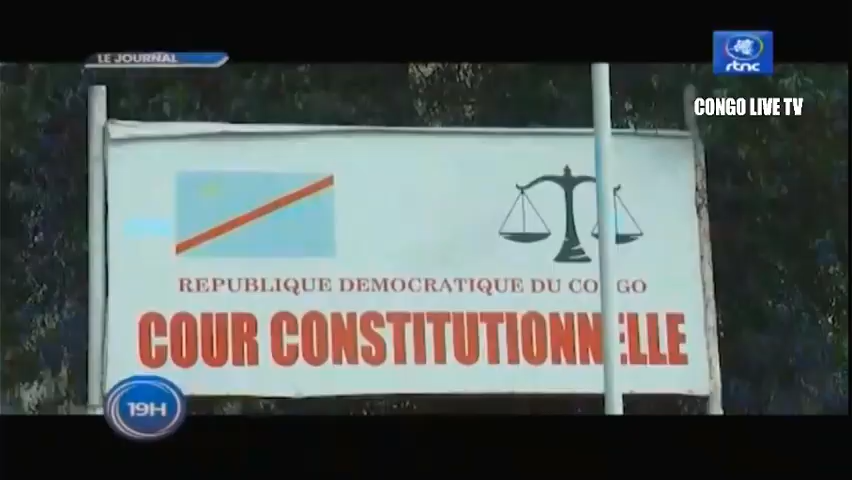 LE JOURNAL
rtnc
CONGO LIVE TV
REPUBLIQUE DEMOCRATIQUE DU CONGO
COUR CONSTITUTIONNELLE
19H